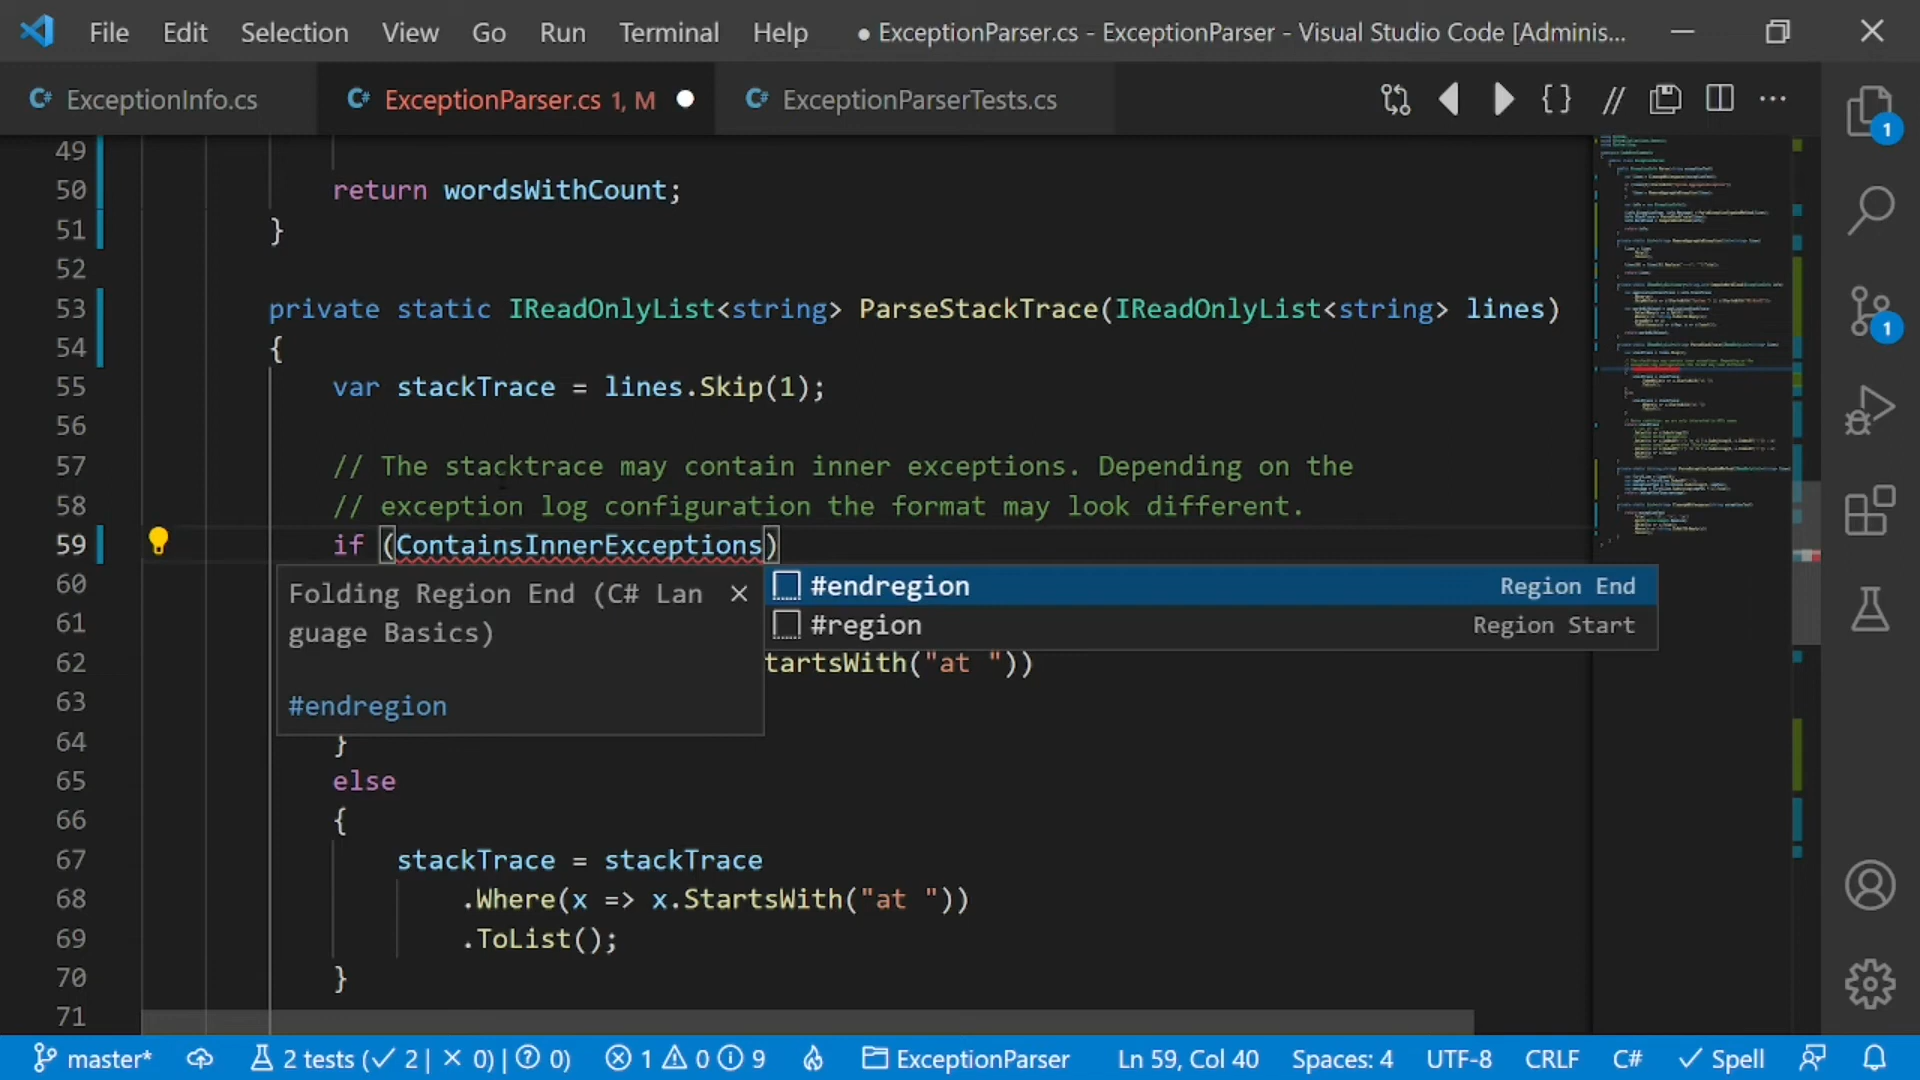 File Edit Selection View Go Run Terminal Help ● ExceptionParser.cs - ExceptionParser - Visual Studio Code [Adminis...
C# ExceptionInfo.cs C# ExceptionParser.cs 1, M C# ExceptionParserTests.cs
49
50 return wordsWithCount;
51 }
52
53 private static IReadOnlyList<string> ParseStackTrace(IReadOnlyList<string> lines)
54 {
55 var stackTrace = lines.Skip(1);
56
57 // The stacktrace may contain inner exceptions. Depending on the
58 // exception log configuration the format may look different.
59 if (ContainsInnerExceptions)
60 Folding Region End (C# Lan #endregion Region End
61 guage Basics) #region Region Start
62 tartsWith("at "))
63 #endregion
64 }
65 else
66 {
67 stackTrace = stackTrace
68 .Where(x => x.StartsWith("at "))
69 .ToList();
70 }
71
1
1
master* 2 tests (✓ 2 | × 0) | ? 0) 1 0 9 ExceptionParser Ln 59, Col 40 Spaces: 4 UTF-8 CRLF C# ✓ Spell